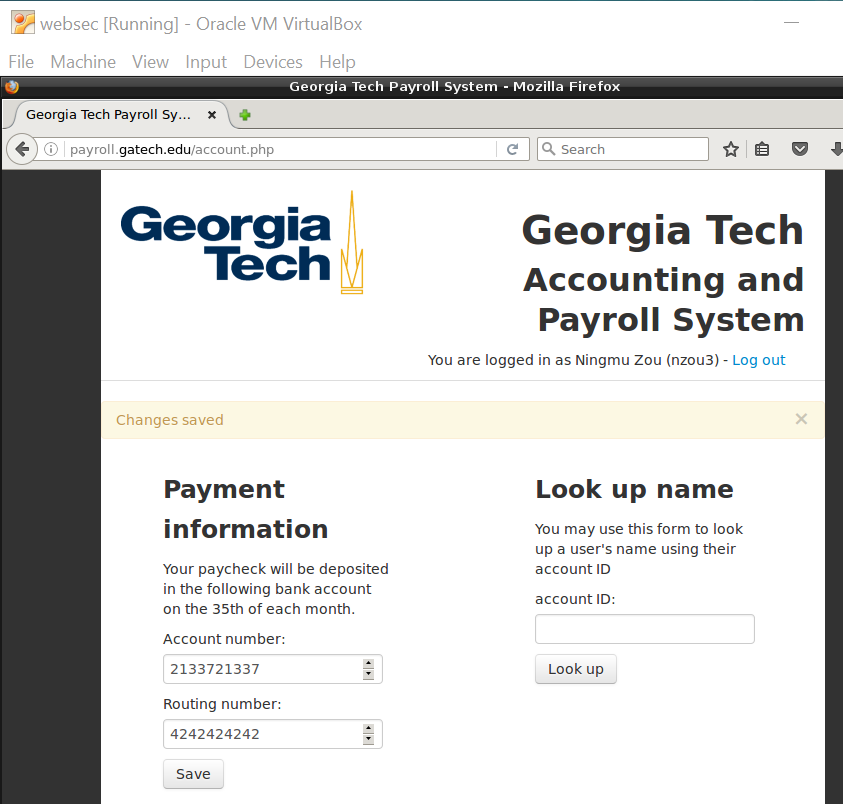 websec [Running] - Oracle VM VirtualBox
File Machine View Input Devices Help
Georgia Tech Payroll System - Mozilla Firefox
Georgia Tech Payroll Sy...
payroll.gatech.edu/account.php
Search
Georgia
Tech
Georgia Tech
Accounting and
Payroll System
You are logged in as Ningmu Zou (nzou3) - Log out
Changes saved
Payment
information
Your paycheck will be deposited
in the following bank account
on the 35th of each month.
Account number:
2133721337
Routing number:
4242424242
Save
Look up name
You may use this form to look
up a user's name using their
account ID
account ID:
Look up